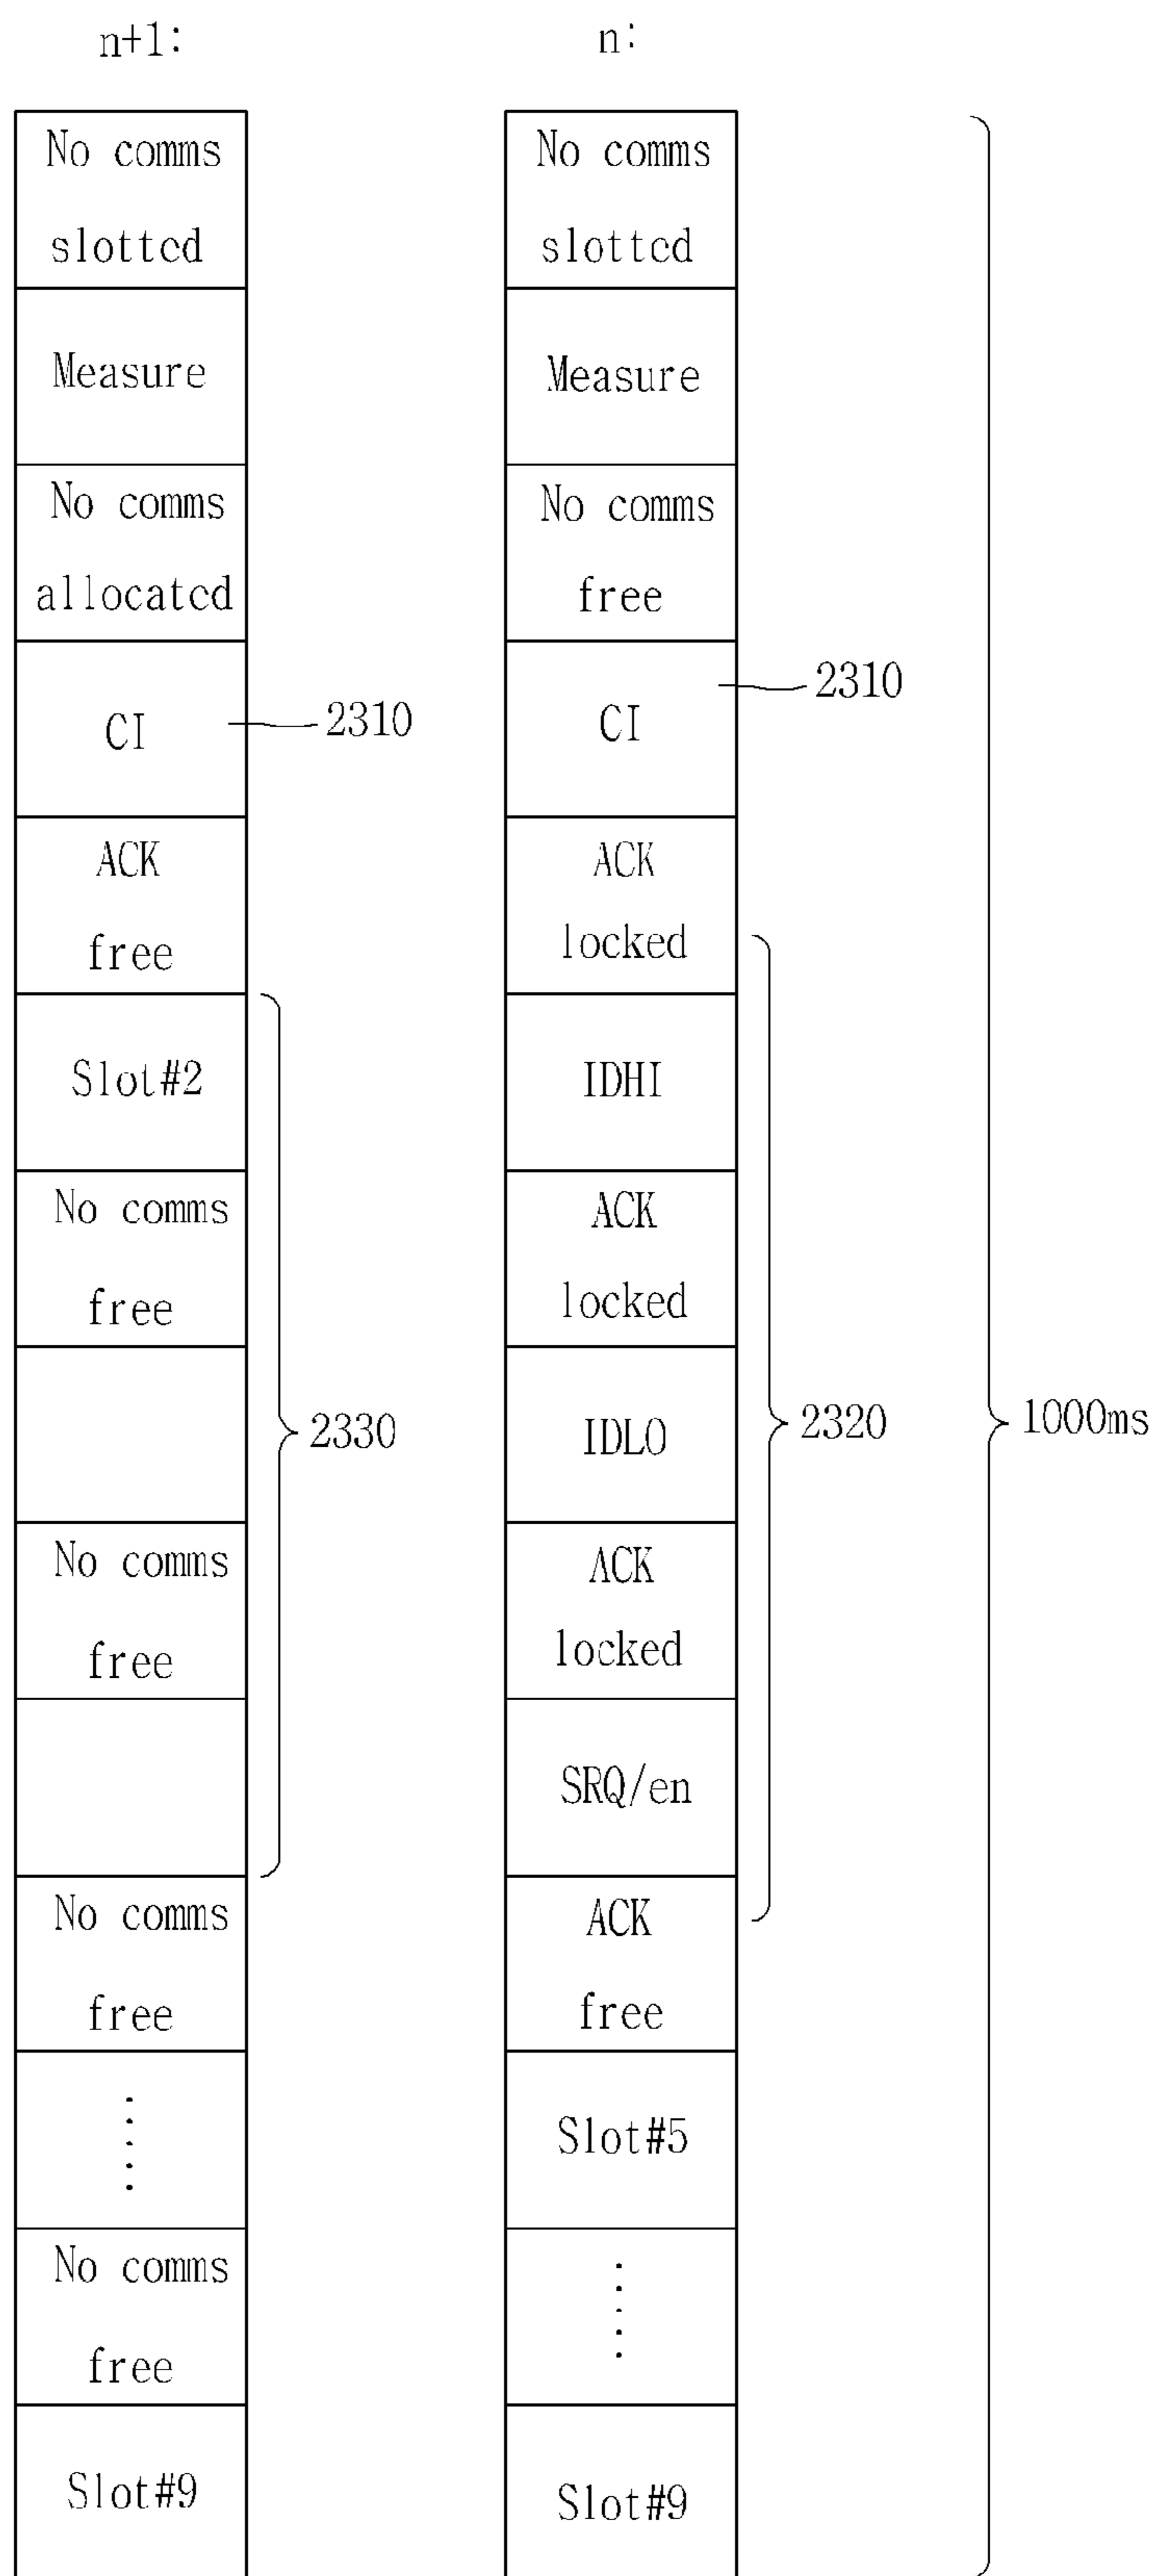 n+1:
No comms
slotted
Measure
No comms
allocated
CI
2310
ACK
free
Slot#2
No comms
free
No comms
free
2330
No comms
free
No comms
free
Slot#9
n:
No comms
slotted
Measure
No comms
free
CI
2310
ACK
locked
IDHI
ACK
locked
IDLO
ACK
locked
SRQ/en
2320
ACK
free
Slot#5
Slot#9
1000ms